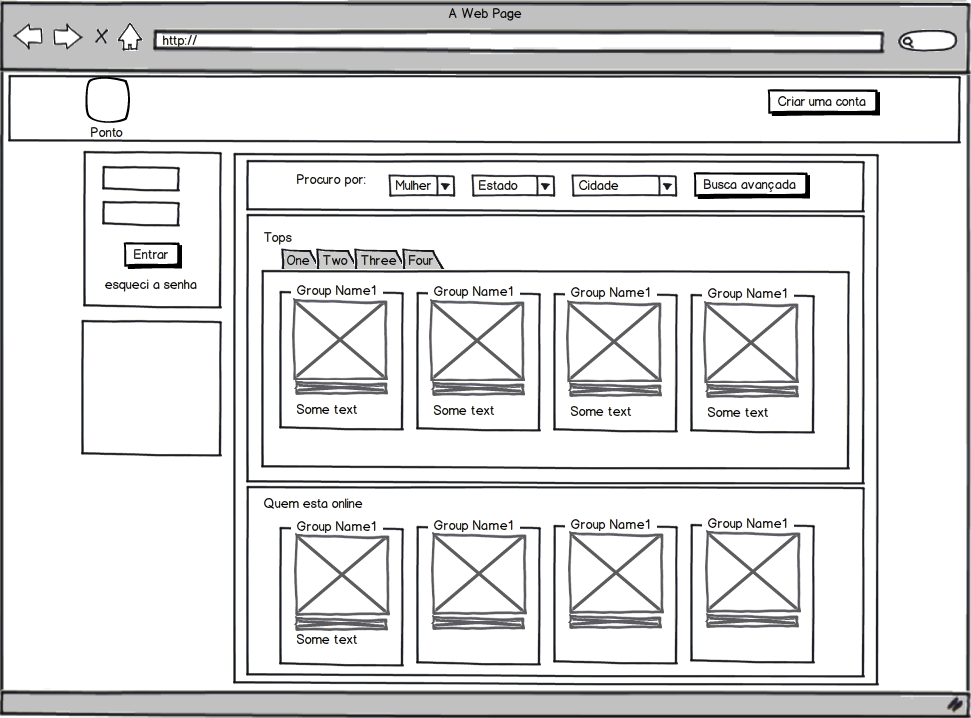 A Web Page
http://
Ponto
Criar uma conta
Entrar
esqueci a senha
Procuro por: Mulher Estado Cidade Busca avançada
Tops
One Two Three Four
Group Name1 Group Name1 Group Name1 Group Name1
Some text Some text Some text Some text
Quem esta online
Group Name1 Group Name1 Group Name1 Group Name1
Some text